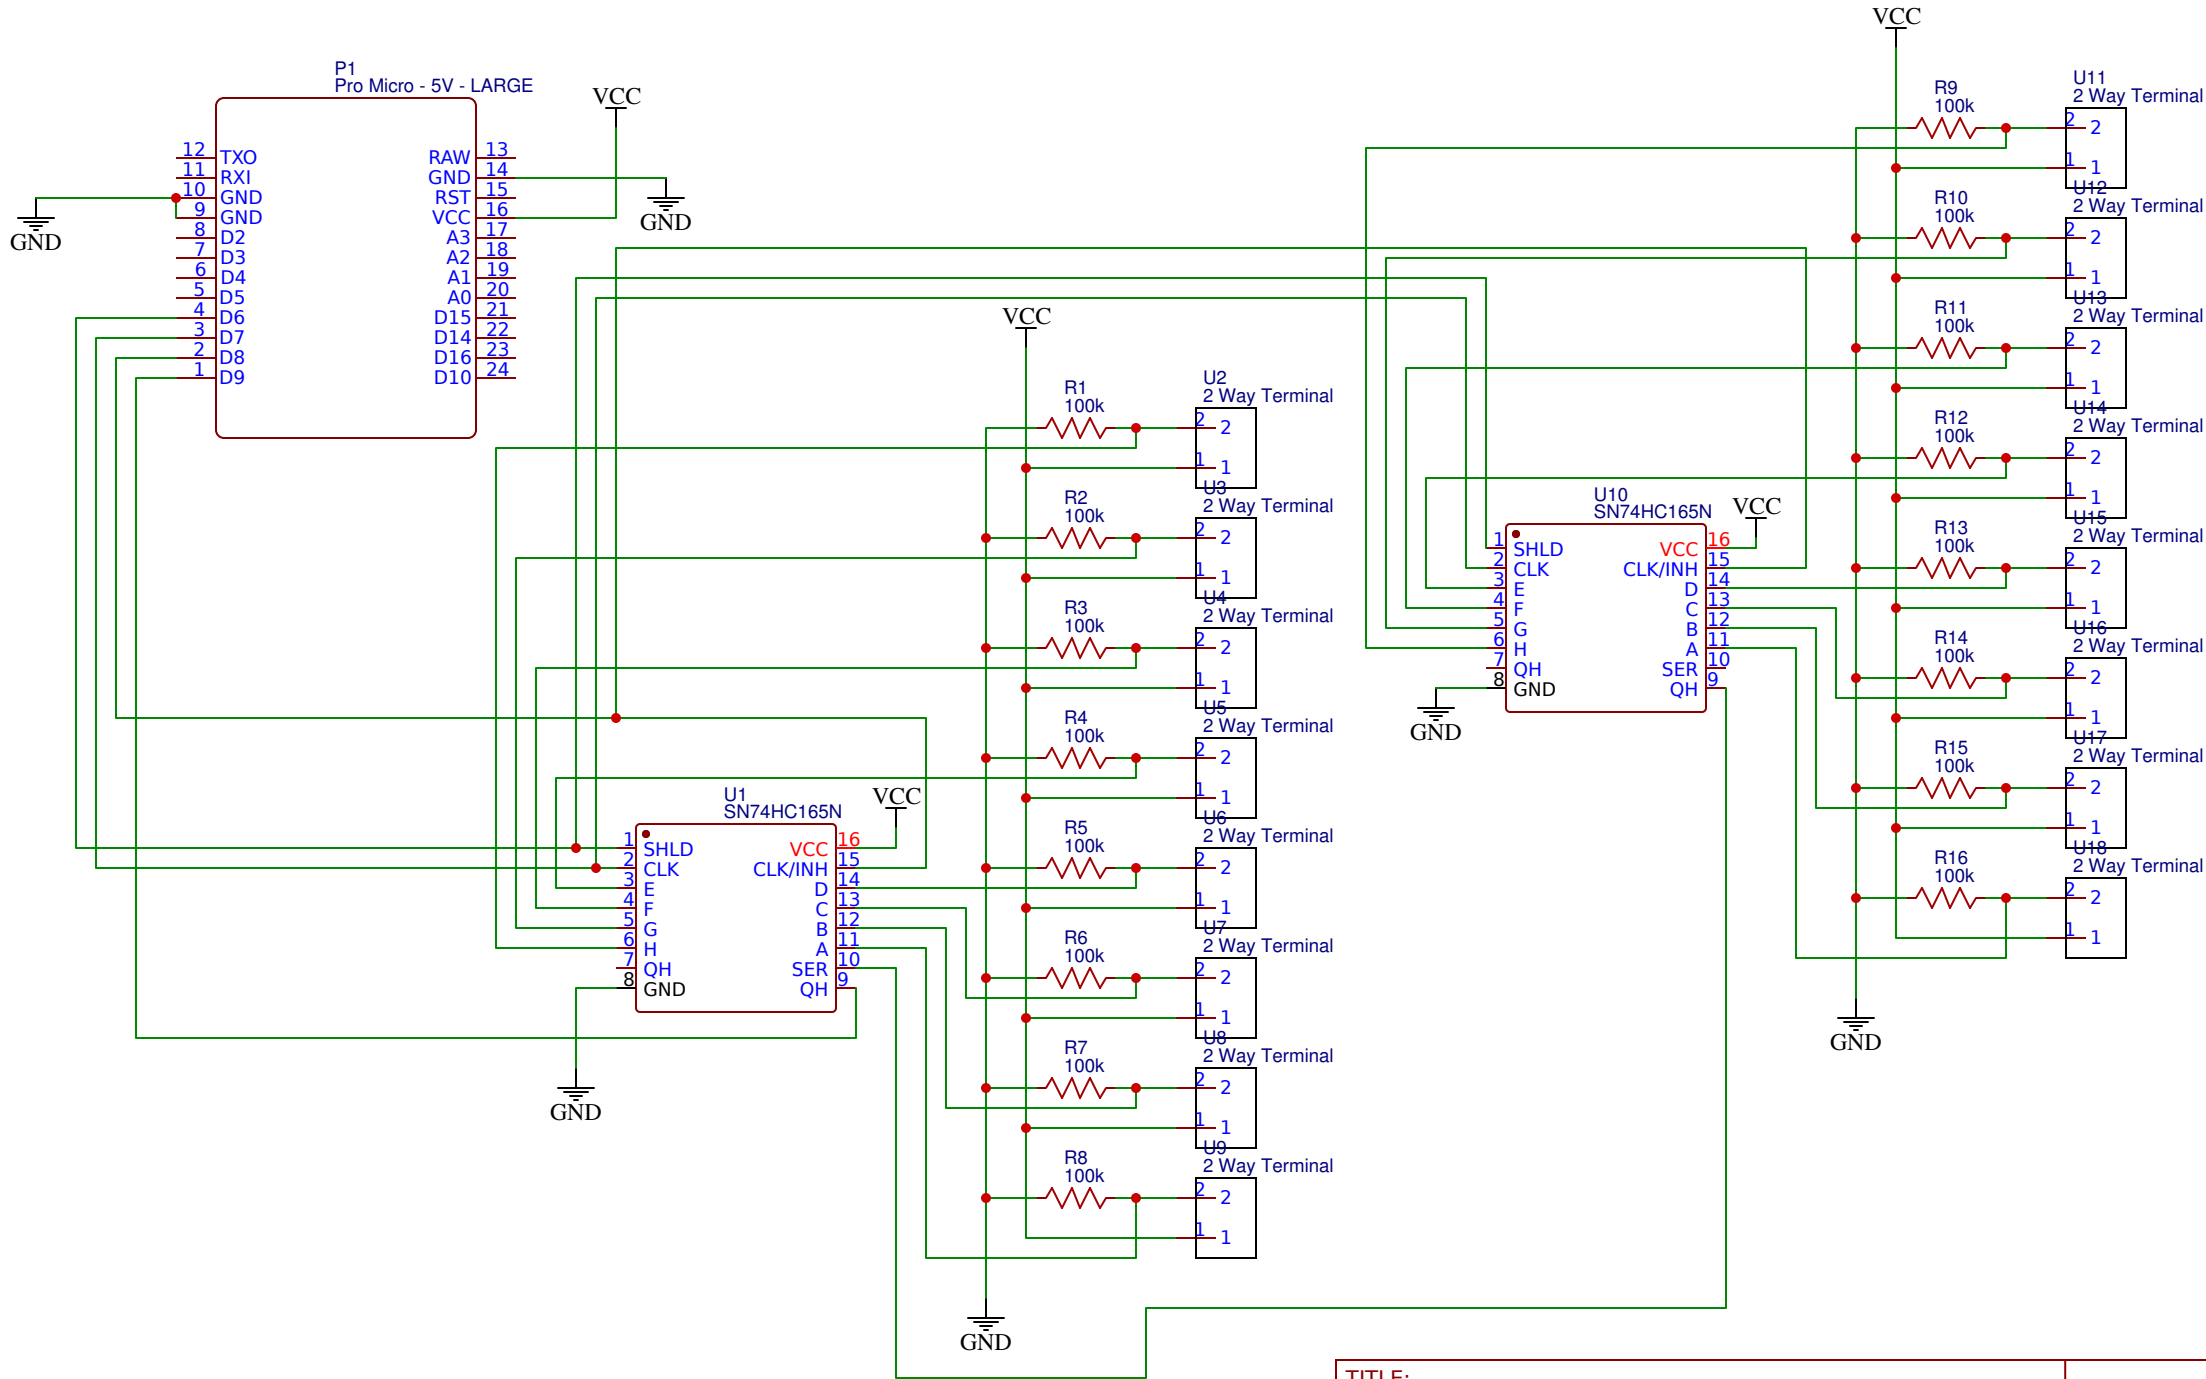 P1
Pro Micro - 5V - LARGE
12 TXO
11 RXI
10 GND
9 GND
8 D2
7 D3
6 D4
5 D5
4 D6
3 D7
2 D8
1 D9
RAW 13
GND 14
RST 15
VCC 16
A3 17
A2 18
A1 19
A0 20
D15 21
D14 22
D16 23
D10 24
GND
VCC
GND
U1
SN74HC165N
VCC
1 SHLD
2 CLK
3 E
4 F
5 G
6 H
7 QH
8 GND
VCC 16
CLK/INH 15
D 14
C 13
B 12
A 11
SER 10
QH 9
GND
VCC
R1
100k
U2
2 Way Terminal
2 2
1 1
R2
100k
U3
2 Way Terminal
2 2
1 1
R3
100k
U4
2 Way Terminal
2 2
1 1
R4
100k
U5
2 Way Terminal
2 2
1 1
R5
100k
U6
2 Way Terminal
2 2
1 1
R6
100k
U7
2 Way Terminal
2 2
1 1
R7
100k
U8
2 Way Terminal
2 2
1 1
R8
100k
U9
2 Way Terminal
2 2
1 1
GND
U10
SN74HC165N
VCC
1 SHLD
2 CLK
3 E
4 F
5 G
6 H
7 QH
8 GND
VCC 16
CLK/INH 15
D 14
C 13
B 12
A 11
SER 10
QH 9
GND
VCC
R9
100k
U11
2 Way Terminal
2 2
1 1
R10
100k
U12
2 Way Terminal
2 2
1 1
R11
100k
U13
2 Way Terminal
2 2
1 1
R12
100k
U14
2 Way Terminal
2 2
1 1
R13
100k
U15
2 Way Terminal
2 2
1 1
R14
100k
U16
2 Way Terminal
2 2
1 1
R15
100k
U17
2 Way Terminal
2 2
1 1
R16
100k
U18
2 Way Terminal
2 2
1 1
GND
TITLE: